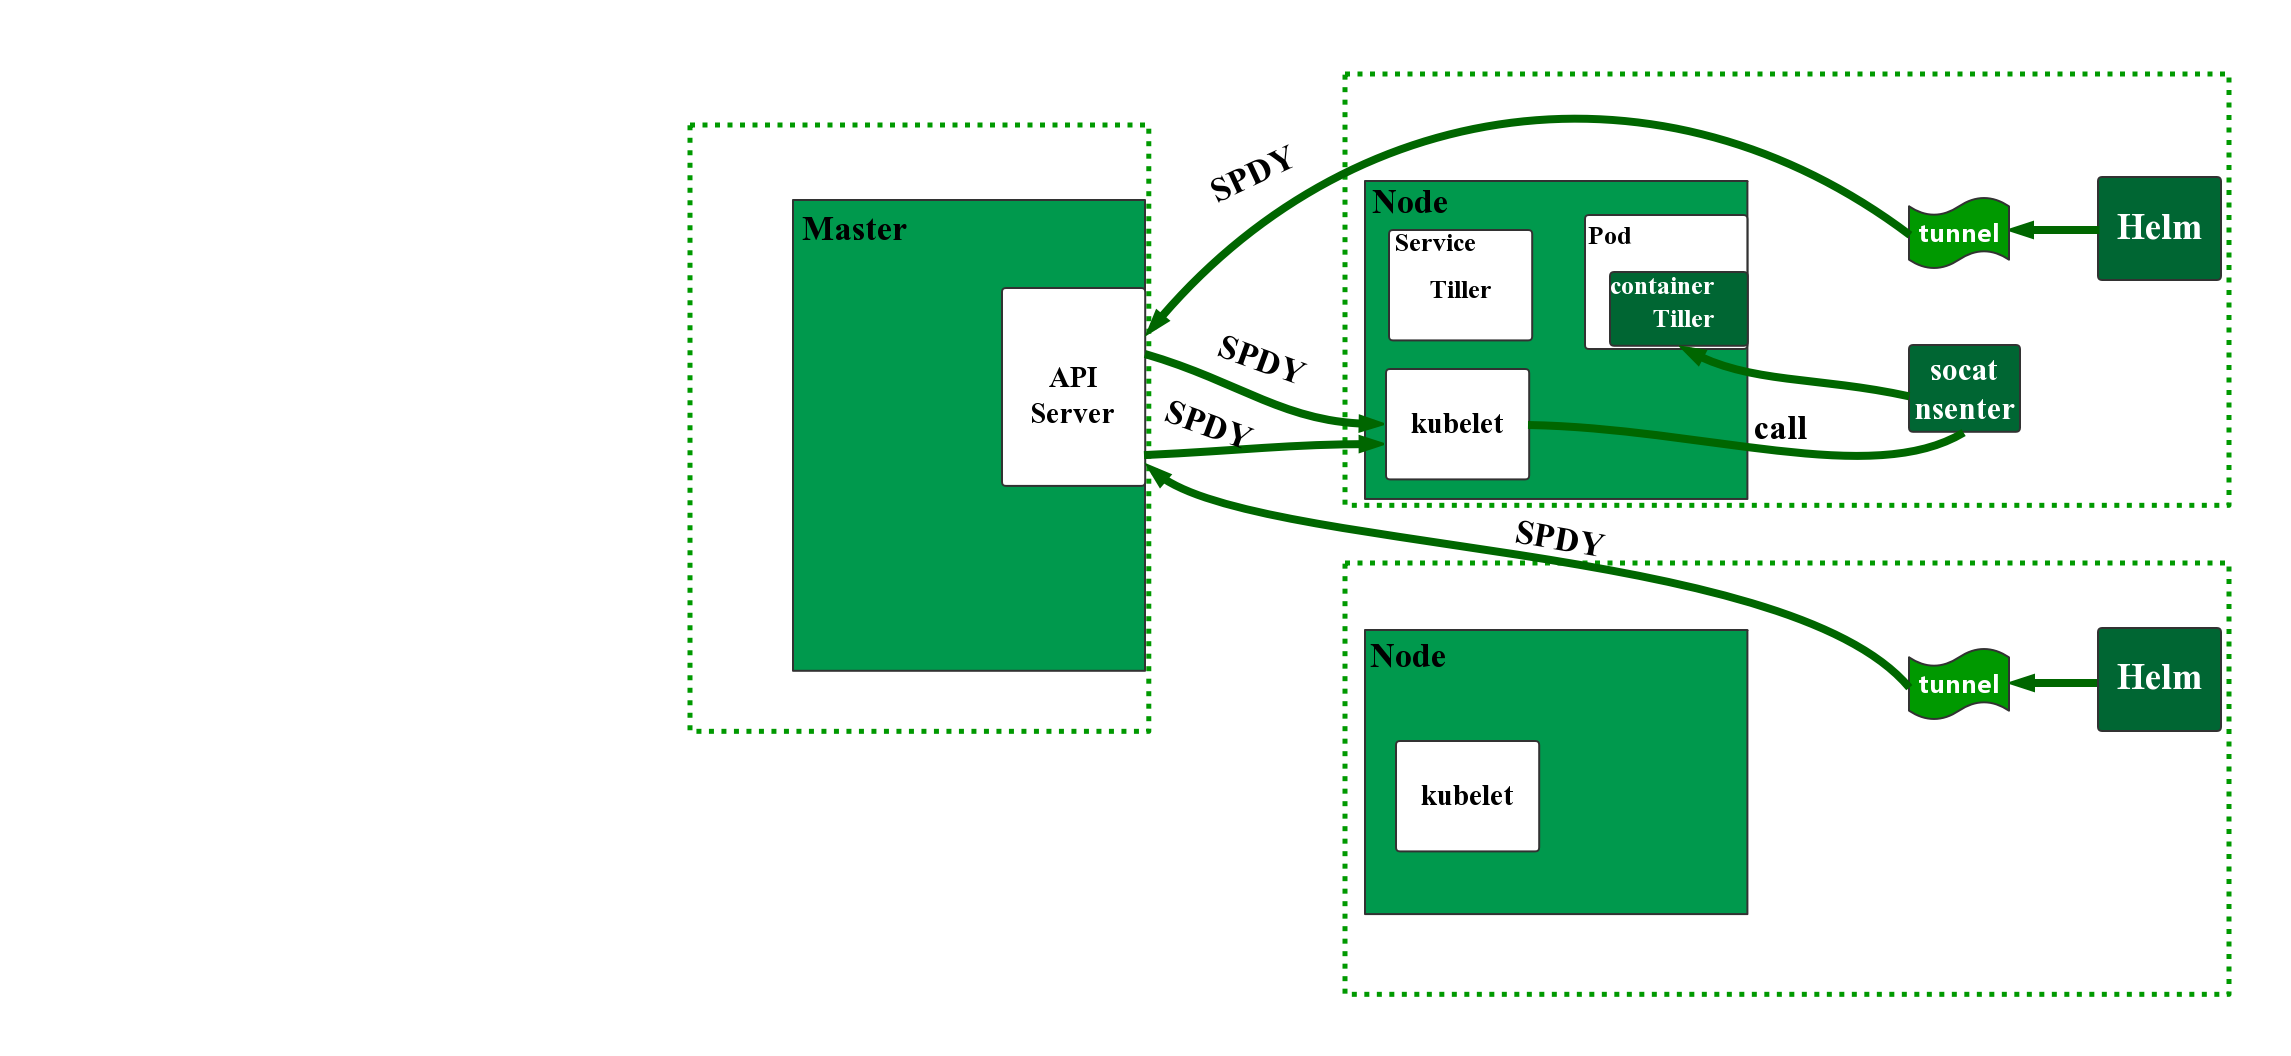 Master
API
Server
SPDY
SPDY
SPDY
SPDY
Node
Service
Tiller
Pod
container
Tiller
kubelet
call
socat
nsenter
tunnel
Helm
Node
kubelet
tunnel
Helm